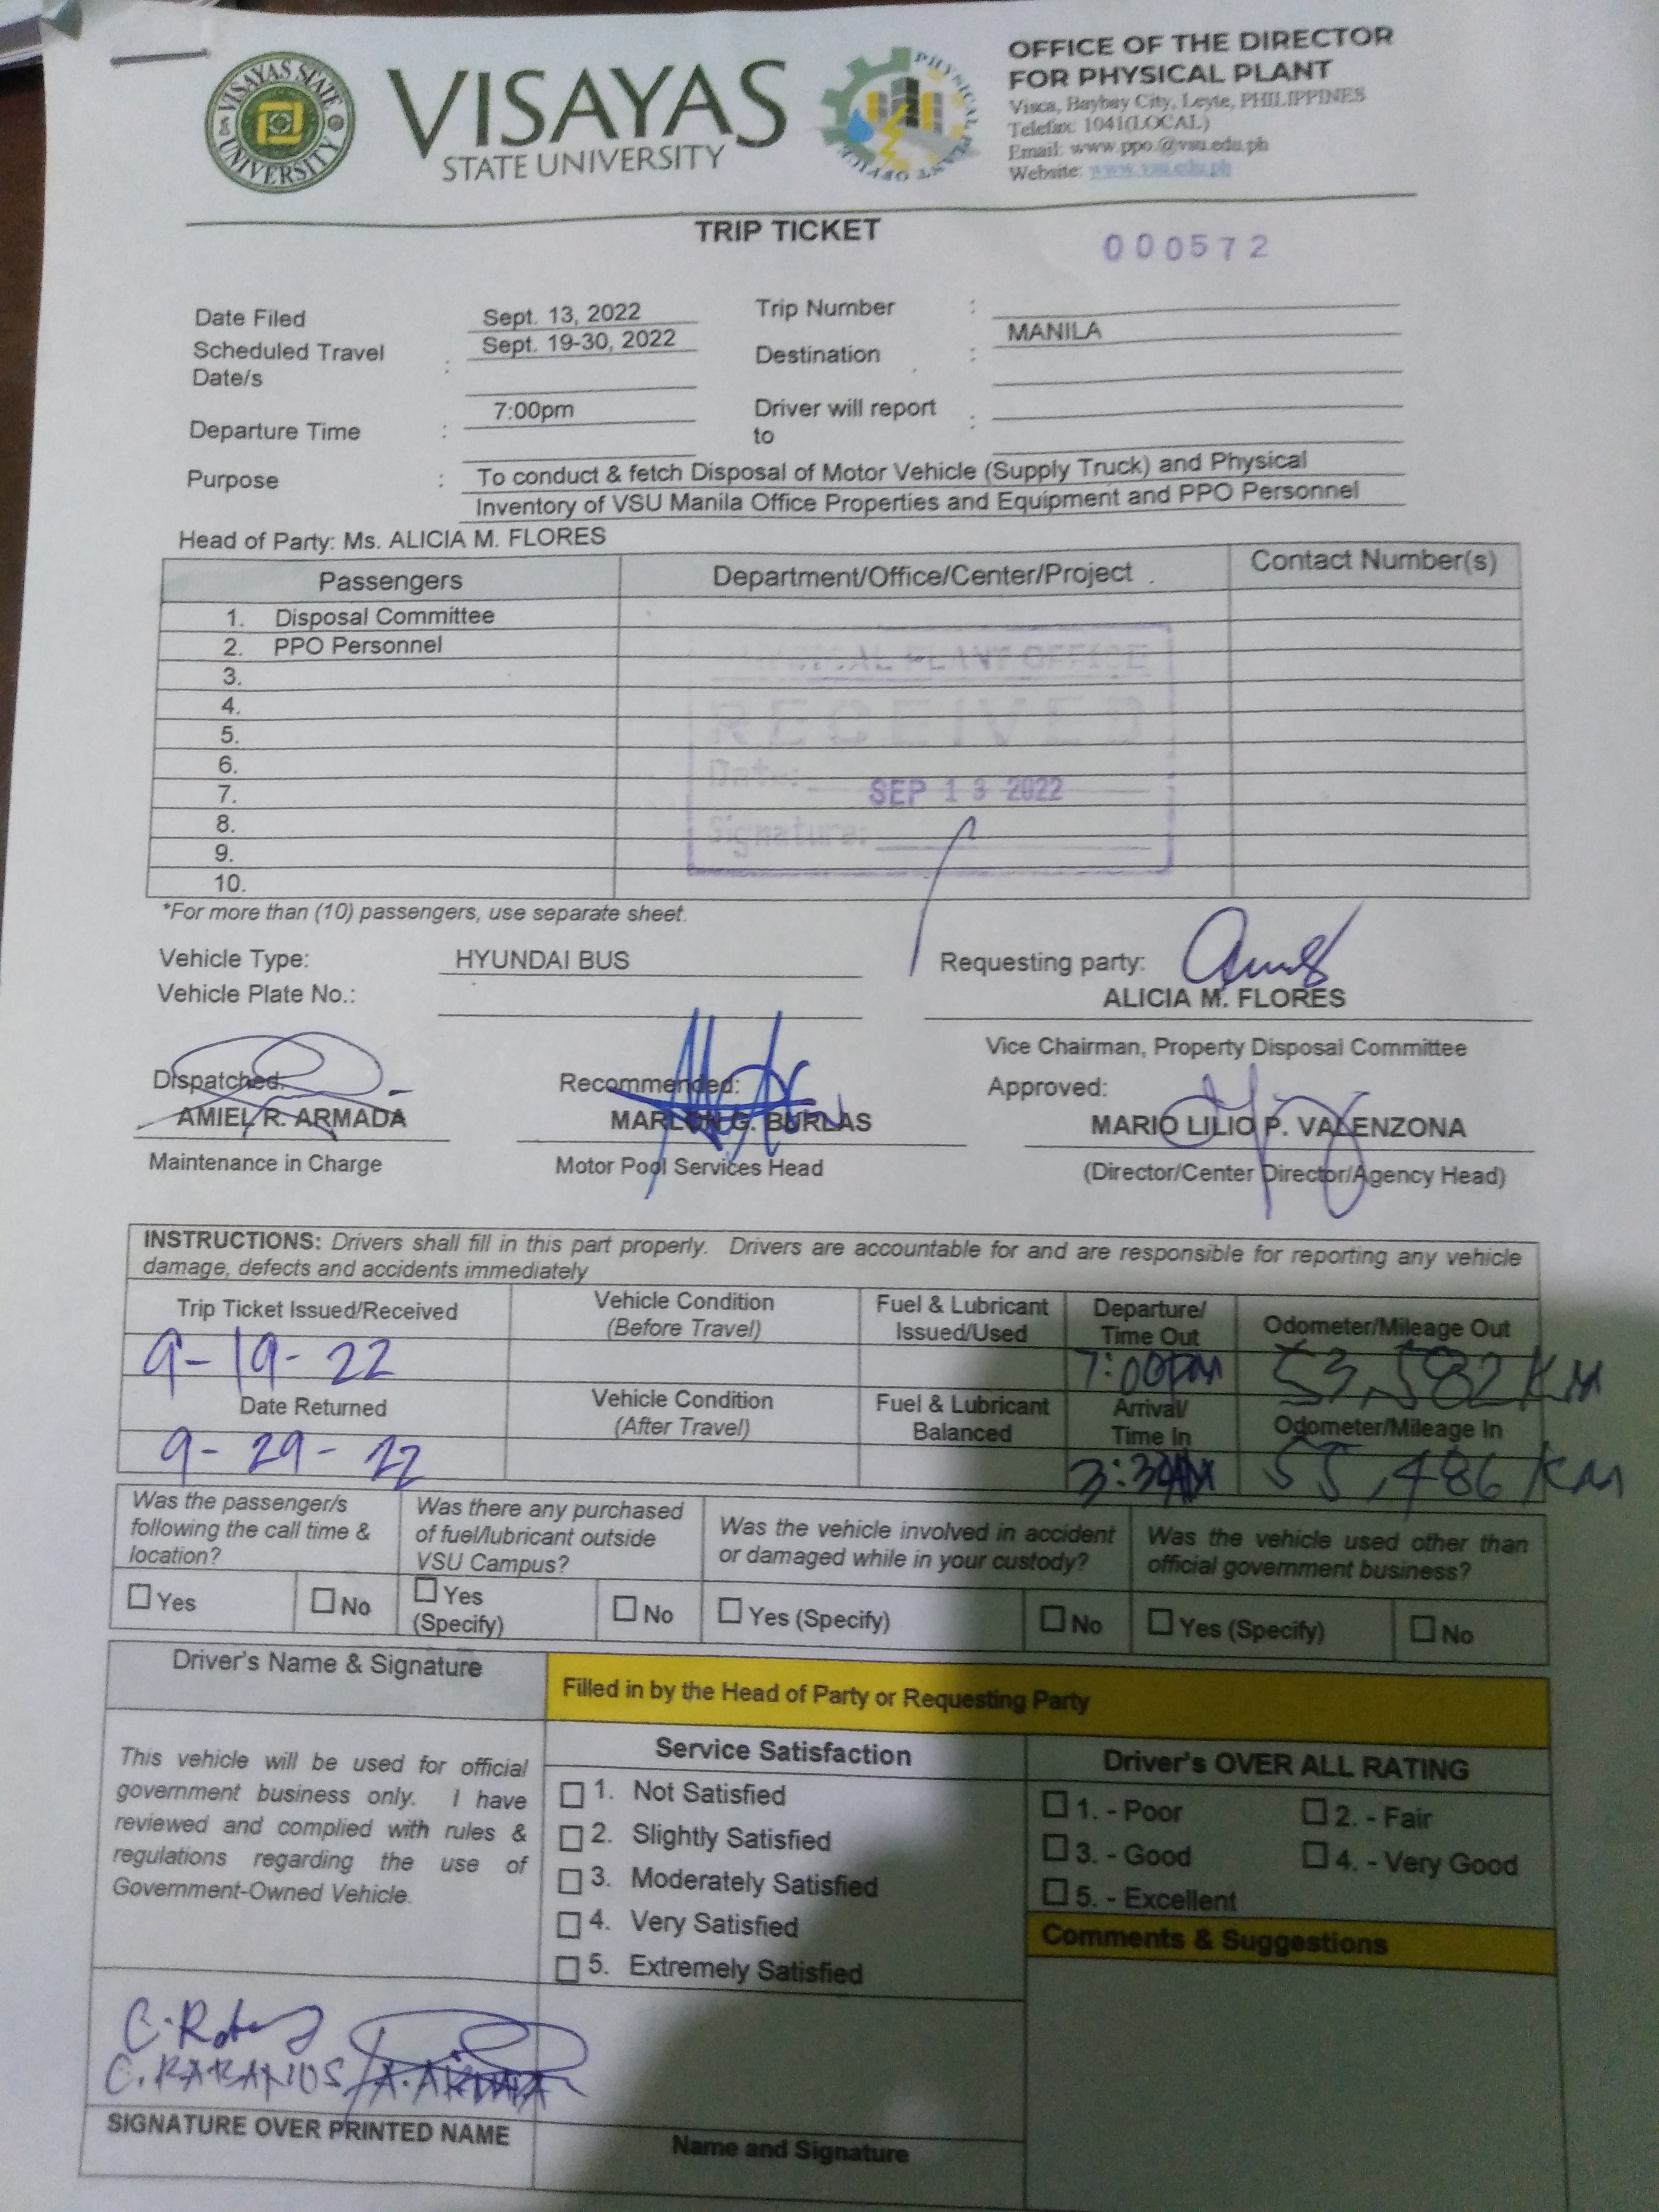 VISAYAS STATE UNIVERSITY
VISAYAS
STATE UNIVERSITY
PHYSICAL PLANT OFFICE
OFFICE OF THE DIRECTOR
FOR PHYSICAL PLANT
Visca, Baybay City, Leyte, PHILIPPINES
Telefax: 1041(LOCAL)
Email: www.ppo.@vsu.edu.ph
Website: www.vsu.edu.ph
TRIP TICKET
000572
Date Filed Sept. 13, 2022 Trip Number :
Scheduled Travel Date/s : Sept. 19-30, 2022 Destination : MANILA
Departure Time : 7:00pm Driver will report to :
Purpose : To conduct & fetch Disposal of Motor Vehicle (Supply Truck) and Physical
Inventory of VSU Manila Office Properties and Equipment and PPO Personnel
Head of Party: Ms. ALICIA M. FLORES
Passengers Department/Office/Center/Project Contact Number(s)
1. Disposal Committee
2. PPO Personnel
3.
4.
5.
6.
7.
8.
9.
10.
PHYSICAL PLANT OFFICE
RECEIVED
Date: SEP 13 2022
Signature:
*For more than (10) passengers, use separate sheet.
Vehicle Type: HYUNDAI BUS Requesting party:
Vehicle Plate No.: ALICIA M. FLORES
Vice Chairman, Property Disposal Committee
Dispatched: Recommended: Approved:
AMIEL R. ARMADA MARLON G. BURLAS MARIO LILIO P. VALENZONA
Maintenance in Charge Motor Pool Services Head (Director/Center Director/Agency Head)
INSTRUCTIONS: Drivers shall fill in this part properly. Drivers are accountable for and are responsible for reporting any vehicle
damage, defects and accidents immediately
Trip Ticket Issued/Received Vehicle Condition (Before Travel) Fuel & Lubricant Issued/Used Departure/ Time Out Odometer/Mileage Out
9-19-22 7:00PM 53,582 KM
Date Returned Vehicle Condition (After Travel) Fuel & Lubricant Balanced Arrival/ Time In Odometer/Mileage In
9-29-22 55,486 KM
Was the passenger/s following the call time & location? Was there any purchased of fuel/lubricant outside VSU Campus? Was the vehicle involved in accident or damaged while in your custody? Was the vehicle used other than official government business?
Yes No Yes (Specify) No Yes (Specify) No Yes (Specify) No
Driver's Name & Signature
Filled in by the Head of Party or Requesting Party
This vehicle will be used for official
government business only. I have
reviewed and complied with rules &
regulations regarding the use of
Government-Owned Vehicle.
Service Satisfaction
1. Not Satisfied
2. Slightly Satisfied
3. Moderately Satisfied
4. Very Satisfied
5. Extremely Satisfied
Driver's OVER ALL RATING
1. - Poor 2. - Fair
3. - Good 4. - Very Good
5. - Excellent
Comments & Suggestions
SIGNATURE OVER PRINTED NAME
Name and Signature